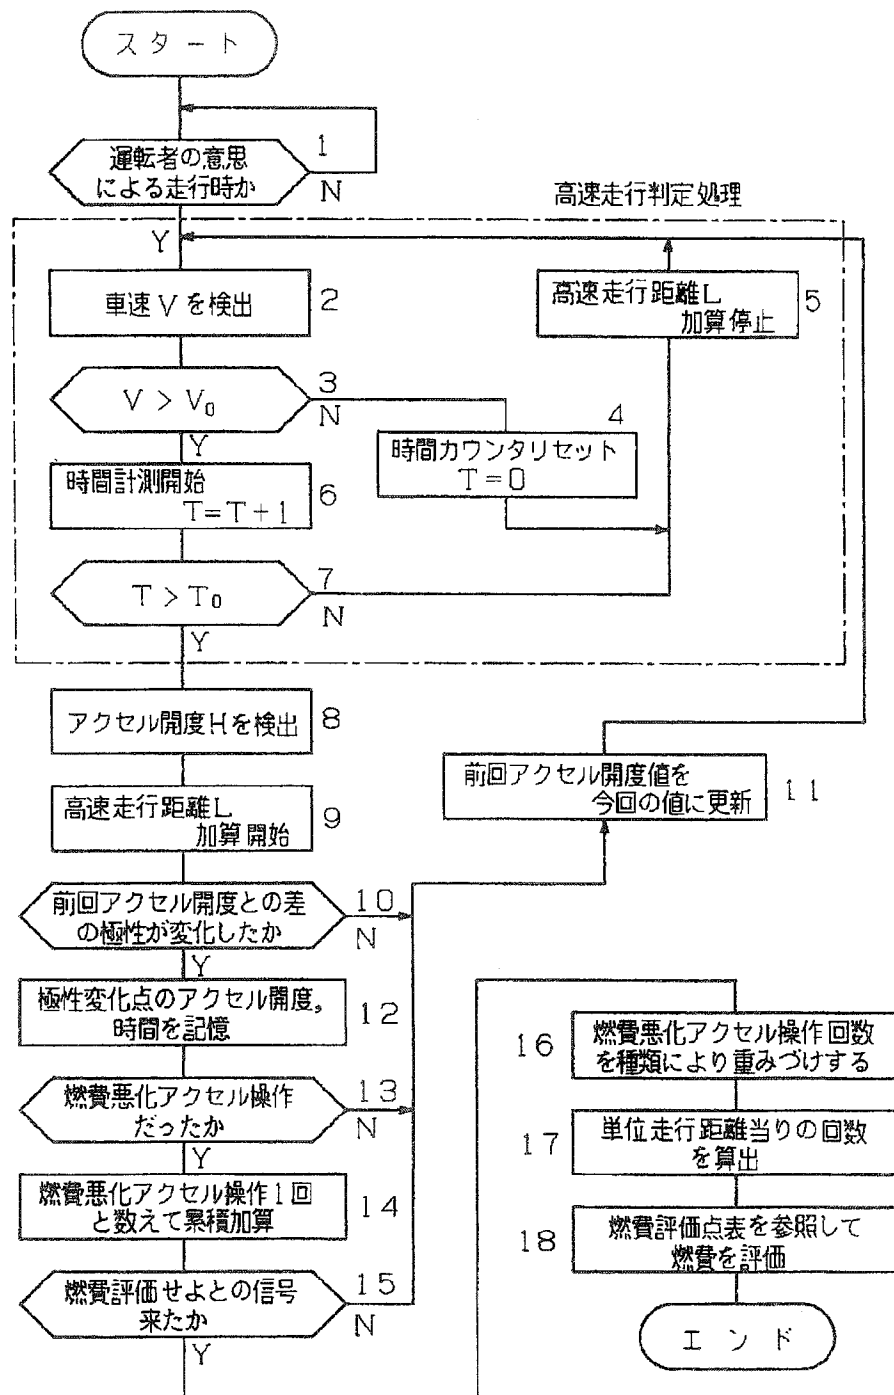 スタート
運転者の意思
による走行時か
1
N
高速走行判定処理
Y
車速Vを検出
2
高速走行距離L
加算停止
5
V>V0
3
N
Y
4
時間カウンタリセット
T=0
時間計測開始
T=T+1
6
T>T0
7
N
Y
アクセル開度Hを検出
8
高速走行距離L
加算開始
9
前回アクセル開度値を
今回の値に更新
11
前回アクセル開度との差
の極性が変化したか
10
N
Y
極性変化点のアクセル開度,
時間を記憶
12
燃費悪化アクセル操作
だったか
13
N
Y
燃費悪化アクセル操作1回
と数えて累積加算
14
燃費評価せよとの信号
来たか
15
N
Y
16
燃費悪化アクセル操作回数
を種類により重みづけする
17
単位走行距離当りの回数
を算出
18
燃費評価点表を参照して
燃費を評価
エンド